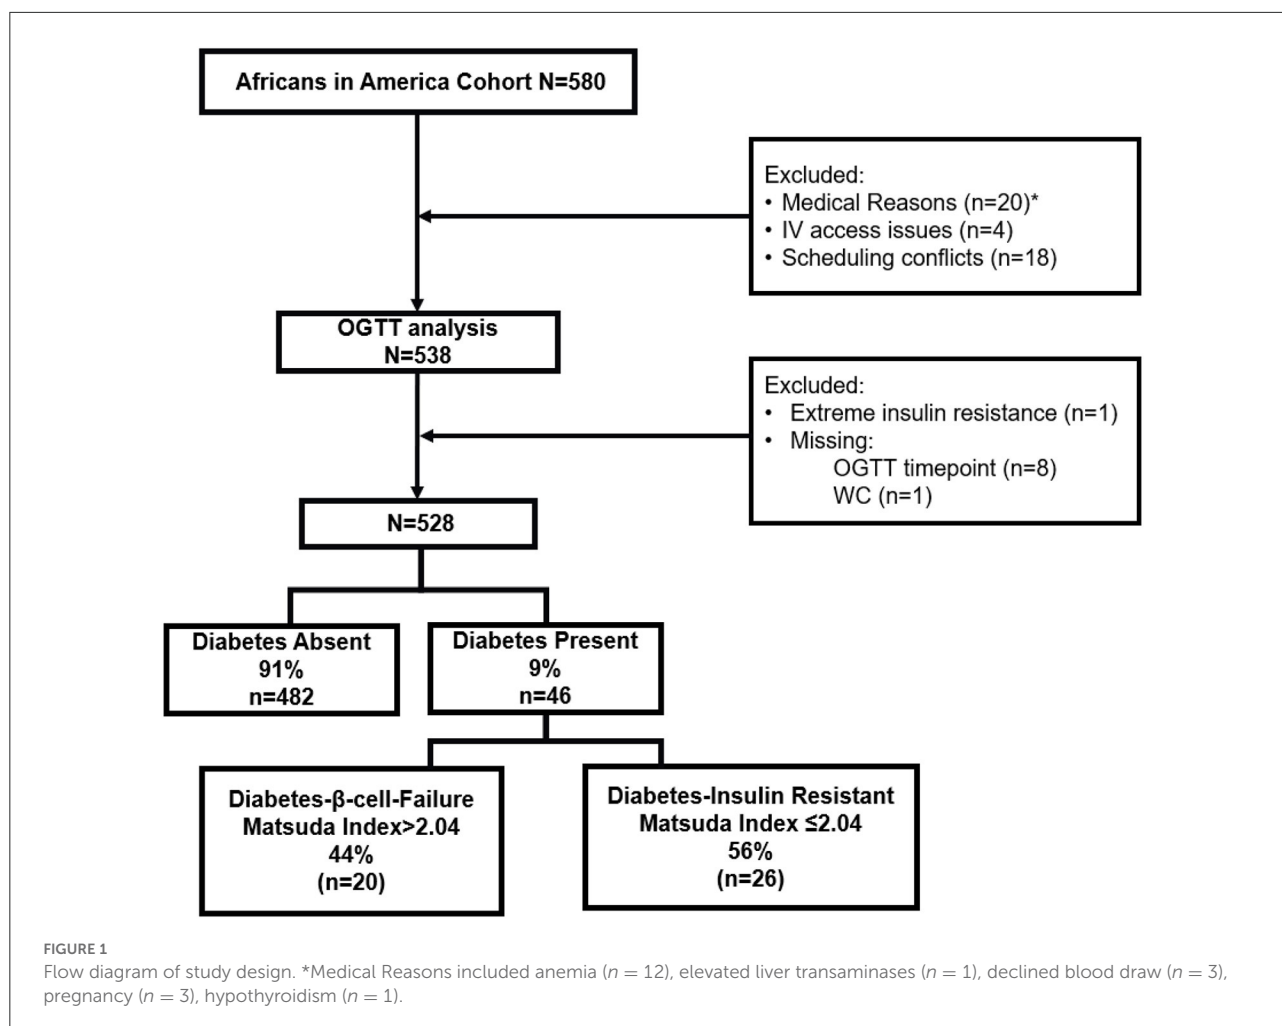 Africans in America Cohort N=580
Excluded:
• Medical Reasons (n=20)*
• IV access issues (n=4)
• Scheduling conflicts (n=18)
OGTT analysis
N=538
Excluded:
• Extreme insulin resistance (n=1)
• Missing:
OGTT timepoint (n=8)
WC (n=1)
N=528
Diabetes Absent
91%
n=482
Diabetes Present
9%
n=46
Diabetes-β-cell-Failure
Matsuda Index>2.04
44%
(n=20)
Diabetes-Insulin Resistant
Matsuda Index ≤2.04
56%
(n=26)
FIGURE 1
Flow diagram of study design. *Medical Reasons included anemia (n = 12), elevated liver transaminases (n = 1), declined blood draw (n = 3),
pregnancy (n = 3), hypothyroidism (n = 1).